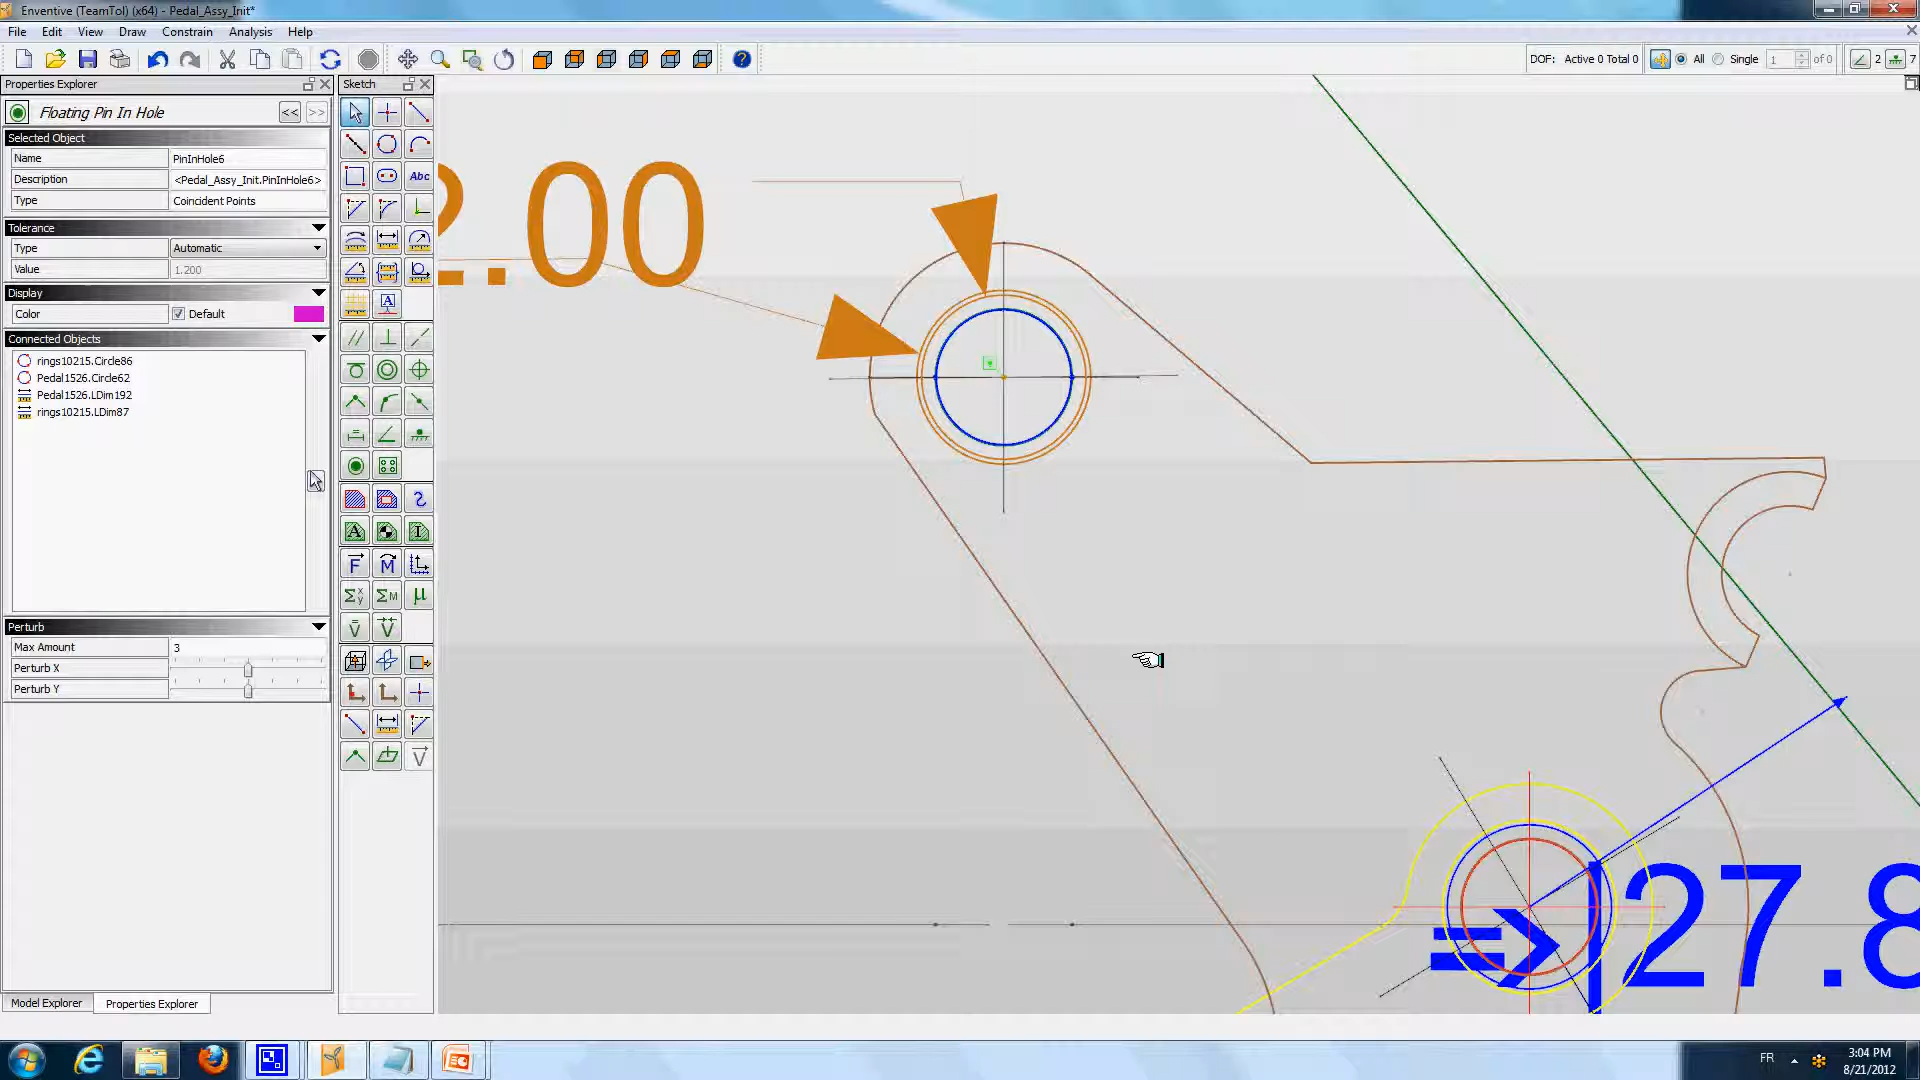 Enventive (TeamTol) (x64) - Pedal_Assy_Init*
File Edit View Draw Constrain Analysis Help
DOF: Active 0 Total 0 All Single 1 of 0 2 7
Properties Explorer
Sketch
Floating Pin In Hole << >>
Selected Object
Name PinInHole6
Description <Pedal_Assy_Init.PinInHole6>
Type Coincident Points
Tolerance
Type Automatic
Value 1.200
Display
Color Default
Connected Objects
rings10215.Circle86
Pedal1526.Circle62
Pedal1526.LDim192
rings10215.LDim87
Perturb
Max Amount 3
Perturb X
Perturb Y
Model Explorer Properties Explorer
Abc
A
A I
F M
Σxy ΣM µ
V V
V
2.00
=> 27.8
FR 3:04 PM
8/21/2012